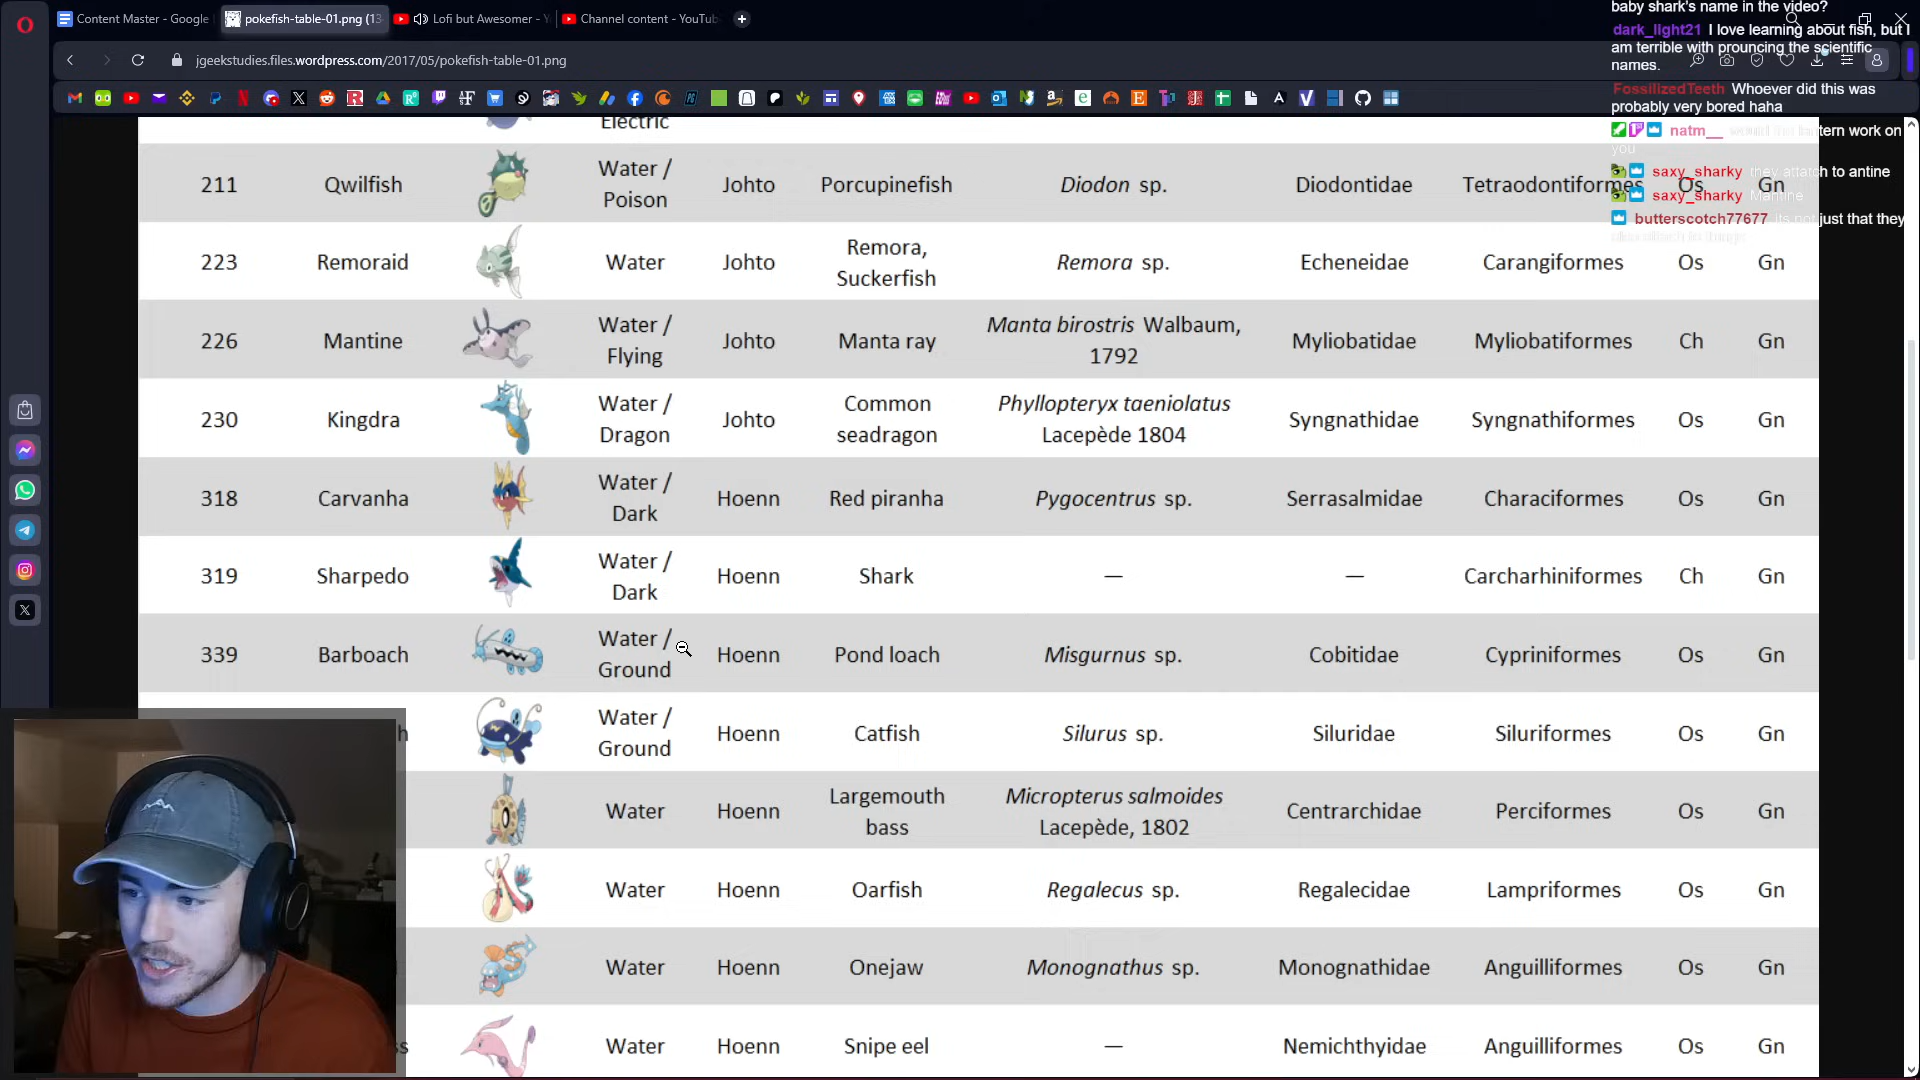 Content Master - Google
pokefish-table-01.png (13
Lofi but Awesomer - Y
Channel content - YouTub
jgeekstudies.files.wordpress.com/2017/05/pokefish-table-01.png
baby shark's name in the video?
dark_light21 I love learning about fish, but I
am terrible with prouncing the scientific
names.
FossilizedTeeth Whoever did this was
probably very bored haha
natm__ would the lantern work on
you
saxy_sharky they attatch to antine
saxy_sharky Mantine
butterscotch77677 Its not just that they
Electric
211 Qwilfish Water / Poison Johto Porcupinefish Diodon sp. Diodontidae Tetraodontiformes Os Gn
223 Remoraid Water Johto Remora, Suckerfish Remora sp. Echeneidae Carangiformes Os Gn
226 Mantine Water / Flying Johto Manta ray Manta birostris Walbaum, 1792 Myliobatidae Myliobatiformes Ch Gn
230 Kingdra Water / Dragon Johto Common seadragon Phyllopteryx taeniolatus Lacepède 1804 Syngnathidae Syngnathiformes Os Gn
318 Carvanha Water / Dark Hoenn Red piranha Pygocentrus sp. Serrasalmidae Characiformes Os Gn
319 Sharpedo Water / Dark Hoenn Shark — — Carcharhiniformes Ch Gn
339 Barboach Water / Ground Hoenn Pond loach Misgurnus sp. Cobitidae Cypriniformes Os Gn
h Water / Ground Hoenn Catfish Silurus sp. Siluridae Siluriformes Os Gn
Water Hoenn Largemouth bass Micropterus salmoides Lacepède, 1802 Centrarchidae Perciformes Os Gn
Water Hoenn Oarfish Regalecus sp. Regalecidae Lampriformes Os Gn
Water Hoenn Onejaw Monognathus sp. Monognathidae Anguilliformes Os Gn
ss Water Hoenn Snipe eel — Nemichthyidae Anguilliformes Os Gn